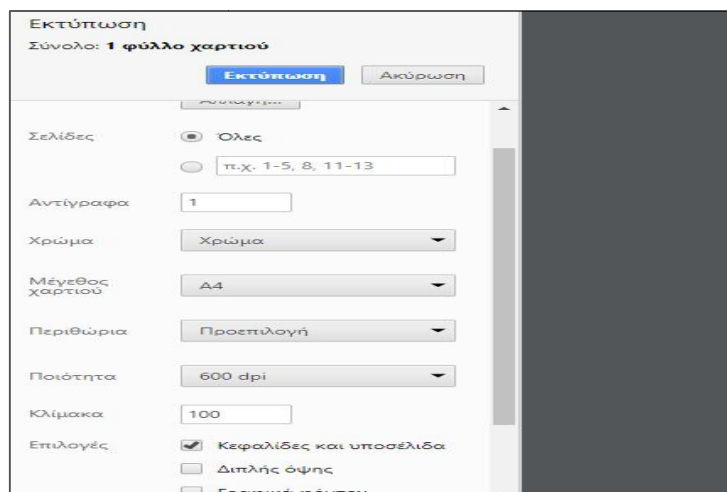 Εκτύπωση
Σύνολο: 1 φύλλο χαρτιού
Εκτύπωση Ακύρωση
Αλλαγή...
Σελίδες Όλες
π.χ. 1-5, 8, 11-13
Αντίγραφα 1
Χρώμα Χρώμα
Μέγεθος
χαρτιού A4
Περιθώρια Προεπιλογή
Ποιότητα 600 dpi
Κλίμακα 100
Επιλογές Κεφαλίδες και υποσέλιδα
Διπλής όψης